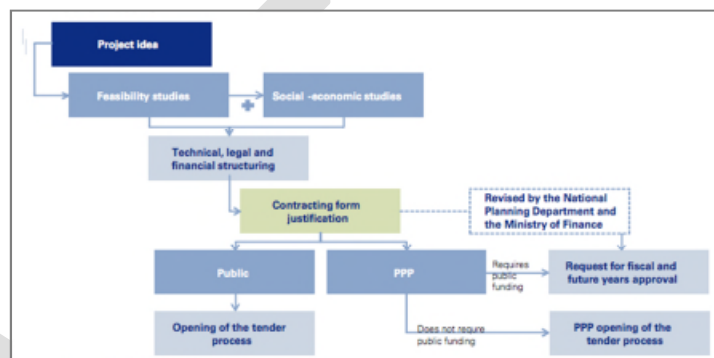 Project idea
Feasibility studies
Social -economic studies
Technical, legal and
financial structuring
Contracting form
justification
Revised by the National
Planning Department and
the Ministry of Finance
Public
PPP
Requires
public
funding
Request for fiscal and
future years approval
Opening of the tender
process
Does not requre
public funding
PPP opening of the
tender process